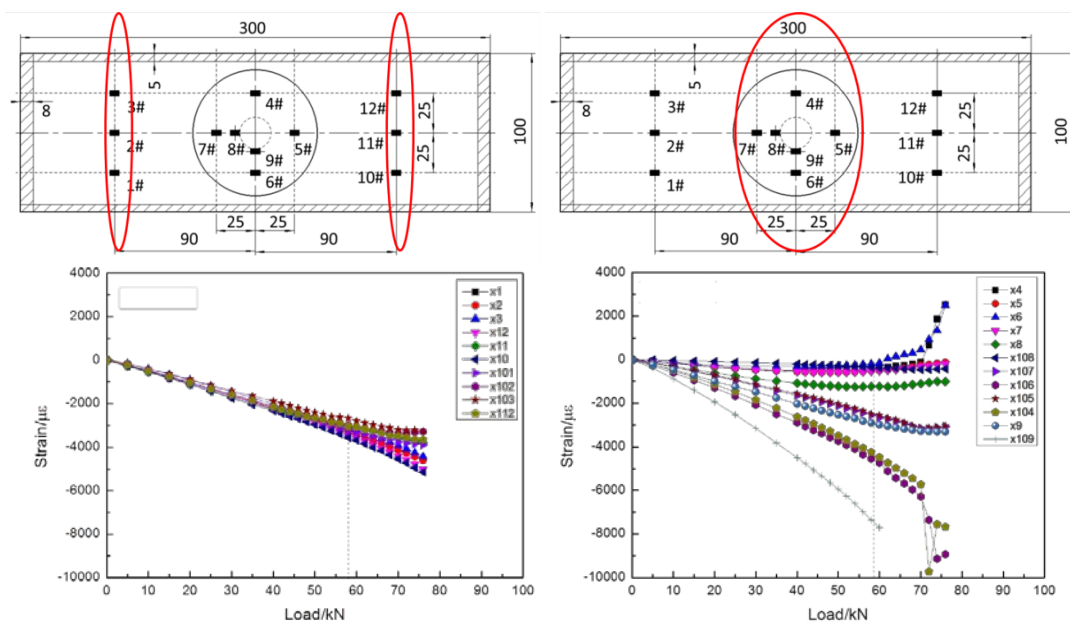 300
5
3#
4#
12#
8
25
2#
7#
8#
5#
11#
100
9#
25
1#
6#
10#
25
25
90
90
300
5
3#
4#
12#
8
25
2#
7#
8#
5#
11#
100
9#
25
1#
6#
10#
25
25
90
90
4000
2000
0
-2000
-4000
-6000
-8000
-10000
Strain/με
x1
x2
x3
x12
x11
x10
x101
x102
x103
x112
0 10 20 30 40 50 60 70 80 90 100
Load/kN
4000
2000
0
-2000
-4000
-6000
-8000
-10000
Strain/με
x4
x5
x6
x7
x8
x108
x107
x106
x105
x104
x9
x109
0 10 20 30 40 50 60 70 80 90 100
Load/kN